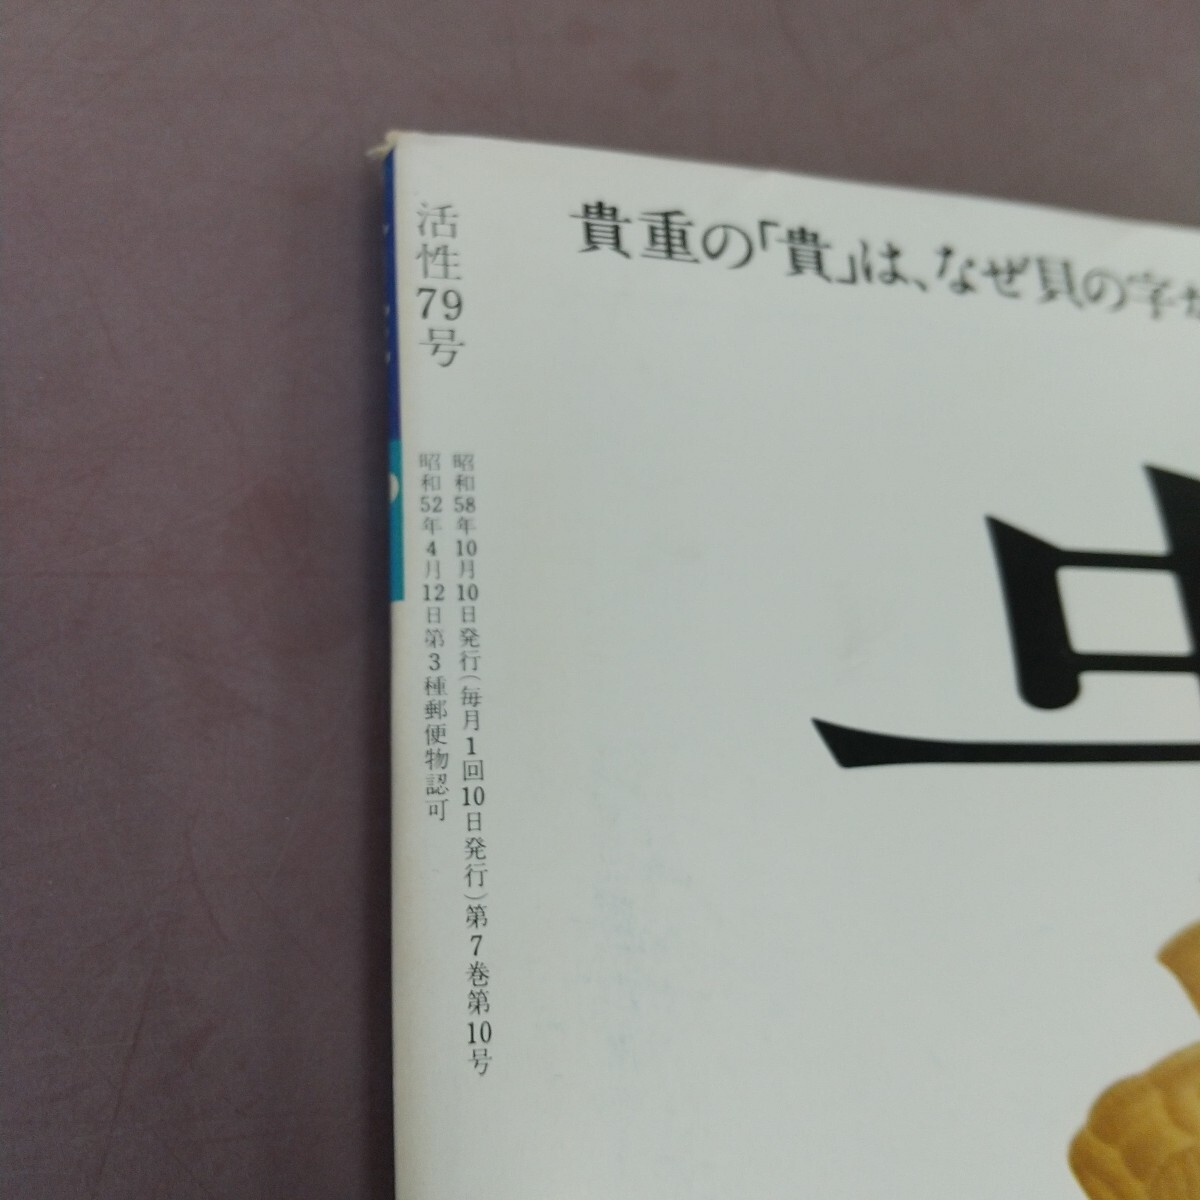 貴重の「貴」は、なぜ貝の字
活性79号
昭和58年10月10日発行(毎月1回10日発行)第7巻第10号
昭和52年4月12日第3種郵便物認可